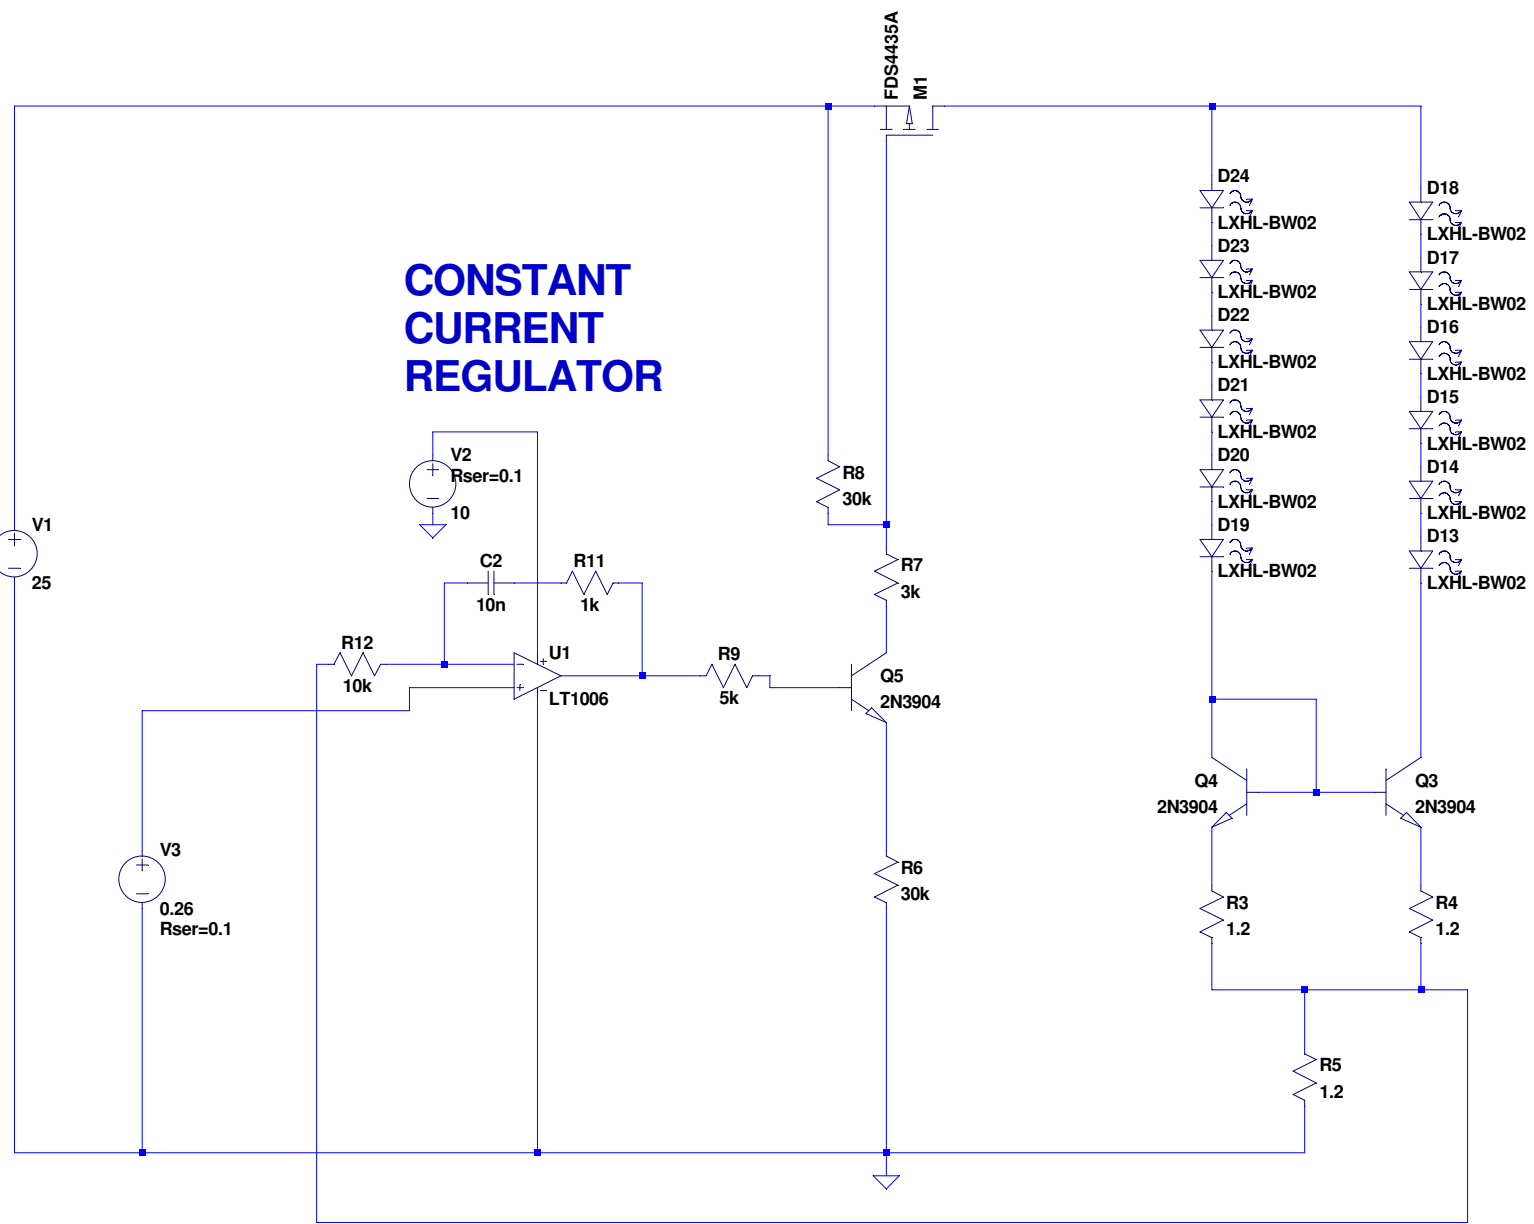 FDS4435A
M1
D24
LXHL-BW02
D23
LXHL-BW02
D22
LXHL-BW02
D21
LXHL-BW02
D20
LXHL-BW02
D19
LXHL-BW02
D18
LXHL-BW02
D17
LXHL-BW02
D16
LXHL-BW02
D15
LXHL-BW02
D14
LXHL-BW02
D13
LXHL-BW02
CONSTANT
CURRENT
REGULATOR
V2
Rser=0.1
10
R8
30k
V1
25
C2
10n
R11
1k
R7
3k
R12
10k
U1
LT1006
R9
5k
Q5
2N3904
Q4
2N3904
Q3
2N3904
V3
0.26
Rser=0.1
R6
30k
R3
1.2
R4
1.2
R5
1.2